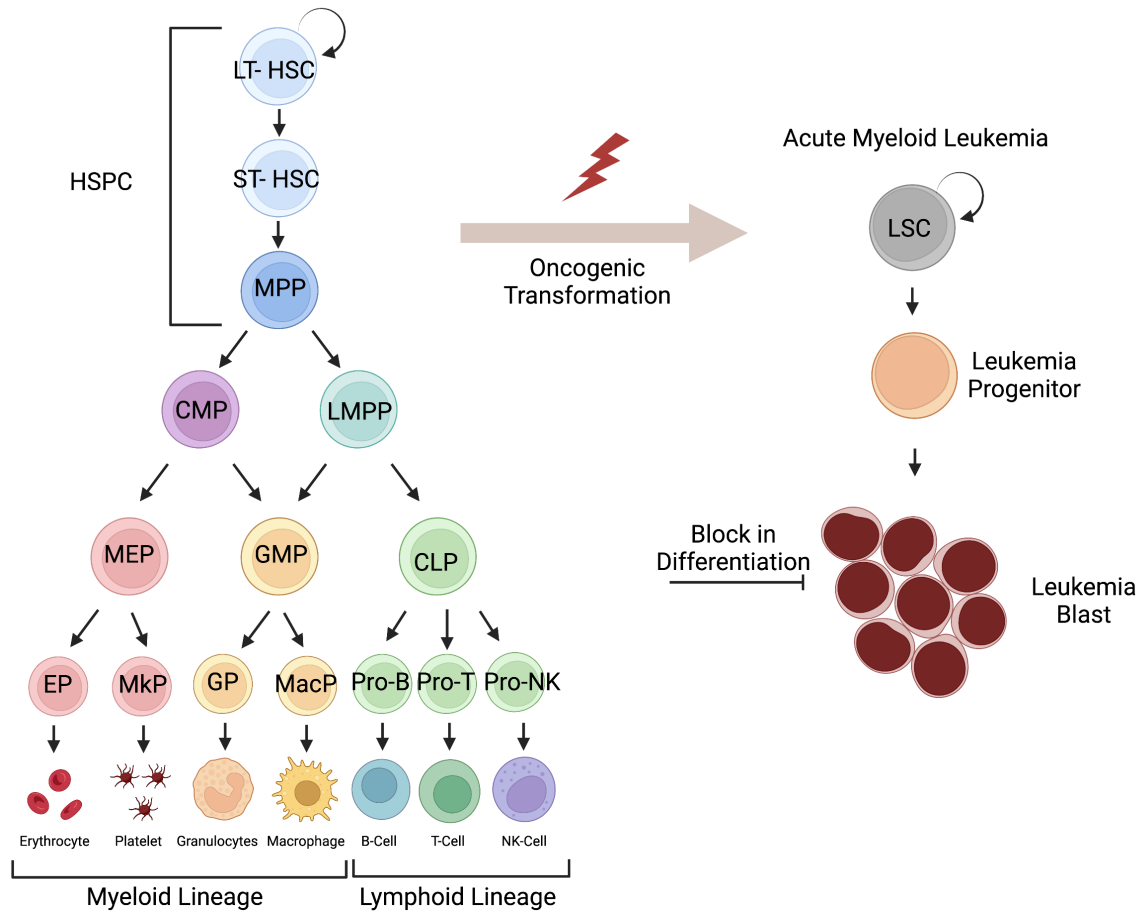 LT- HSC
HSPC
ST- HSC
MPP
CMP
LMPP
MEP
GMP
CLP
EP
MkP
GP
MacP
Pro-B
Pro-T
Pro-NK
Erythrocyte
Platelet
Granulocytes
Macrophage
B-Cell
T-Cell
NK-Cell
Myeloid Lineage
Lymphoid Lineage
Oncogenic
Transformation
Acute Myeloid Leukemia
LSC
Leukemia
Progenitor
Block in
Differentiation
Leukemia
Blast